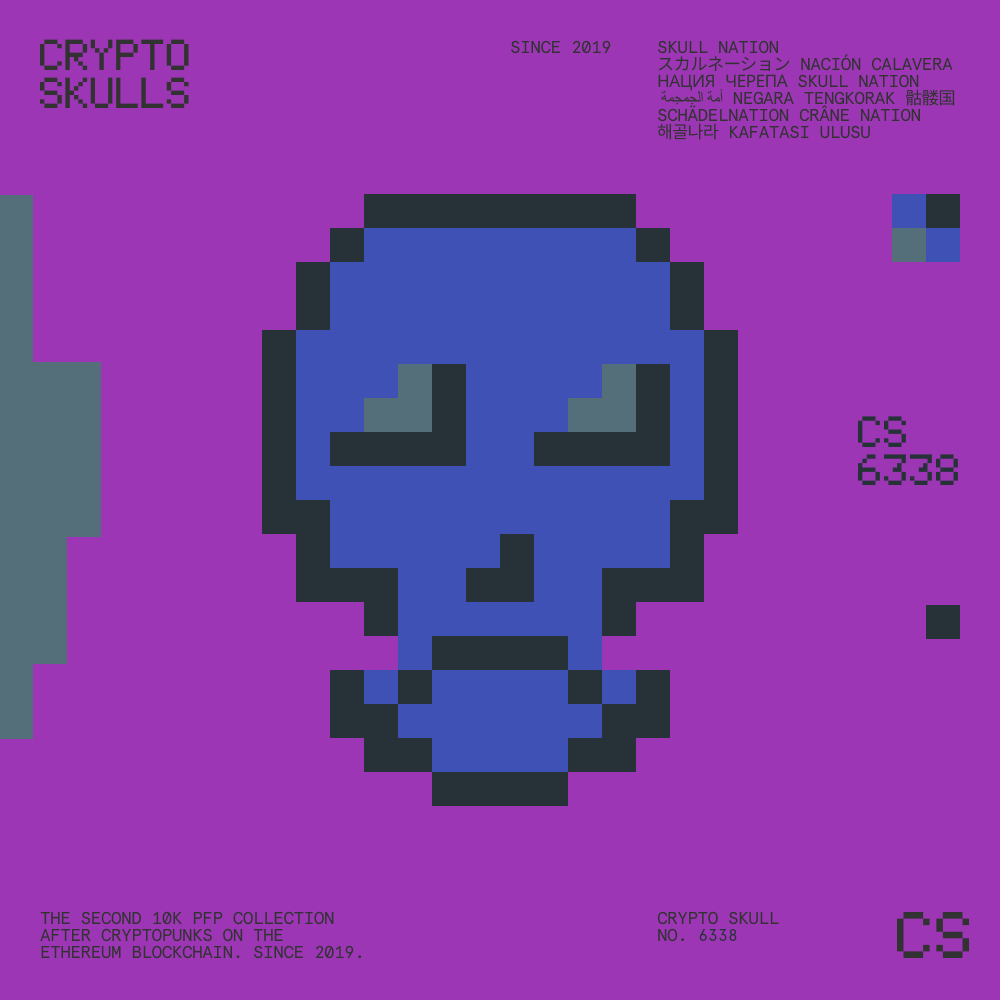 CRYPTO
SKULLS
SINCE 2019
SKULL NATION
スカルネーション NACIÓN CALAVERA
НАЦИЯ ЧЕРЕПА SKULL NATION
أمة الجمجمة NEGARA TENGKORAK 骷髅国
SCHÄDELNATION CRÂNE NATION
해골나라 KAFATASI ULUSU
CS
6338
THE SECOND 10K PFP COLLECTION
AFTER CRYPTOPUNKS ON THE
ETHEREUM BLOCKCHAIN. SINCE 2019.
CRYPTO SKULL
NO. 6338
CS